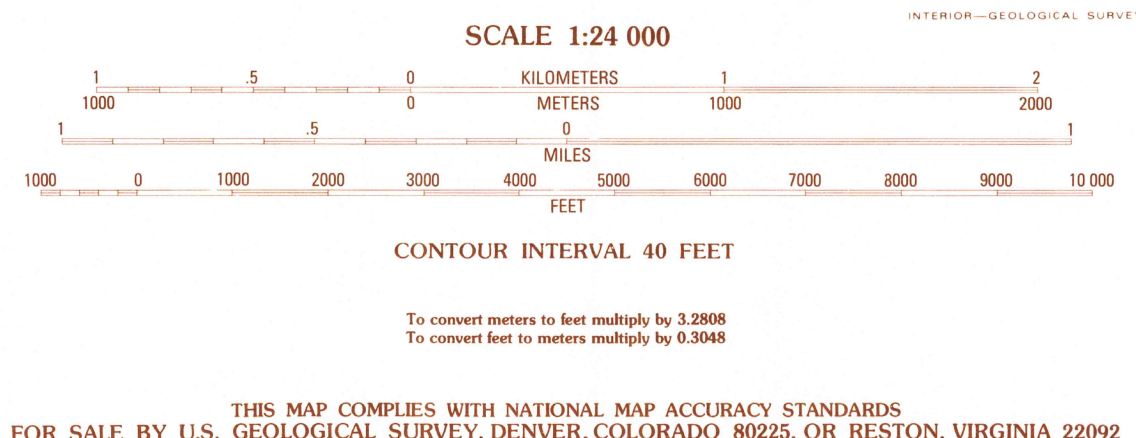 INTERIOR—GEOLOGICAL SURVEY
SCALE 1:24 000
1 .5 0 KILOMETERS 1 2
1000 0 METERS 1000 2000
1 .5 0 1
MILES
1000 0 1000 2000 3000 4000 5000 6000 7000 8000 9000 10 000
FEET
CONTOUR INTERVAL 40 FEET
To convert meters to feet multiply by 3.2808
To convert feet to meters multiply by 0.3048
THIS MAP COMPLIES WITH NATIONAL MAP ACCURACY STANDARDS
FOR SALE BY U.S. GEOLOGICAL SURVEY, DENVER, COLORADO 80225, OR RESTON, VIRGINIA 22092